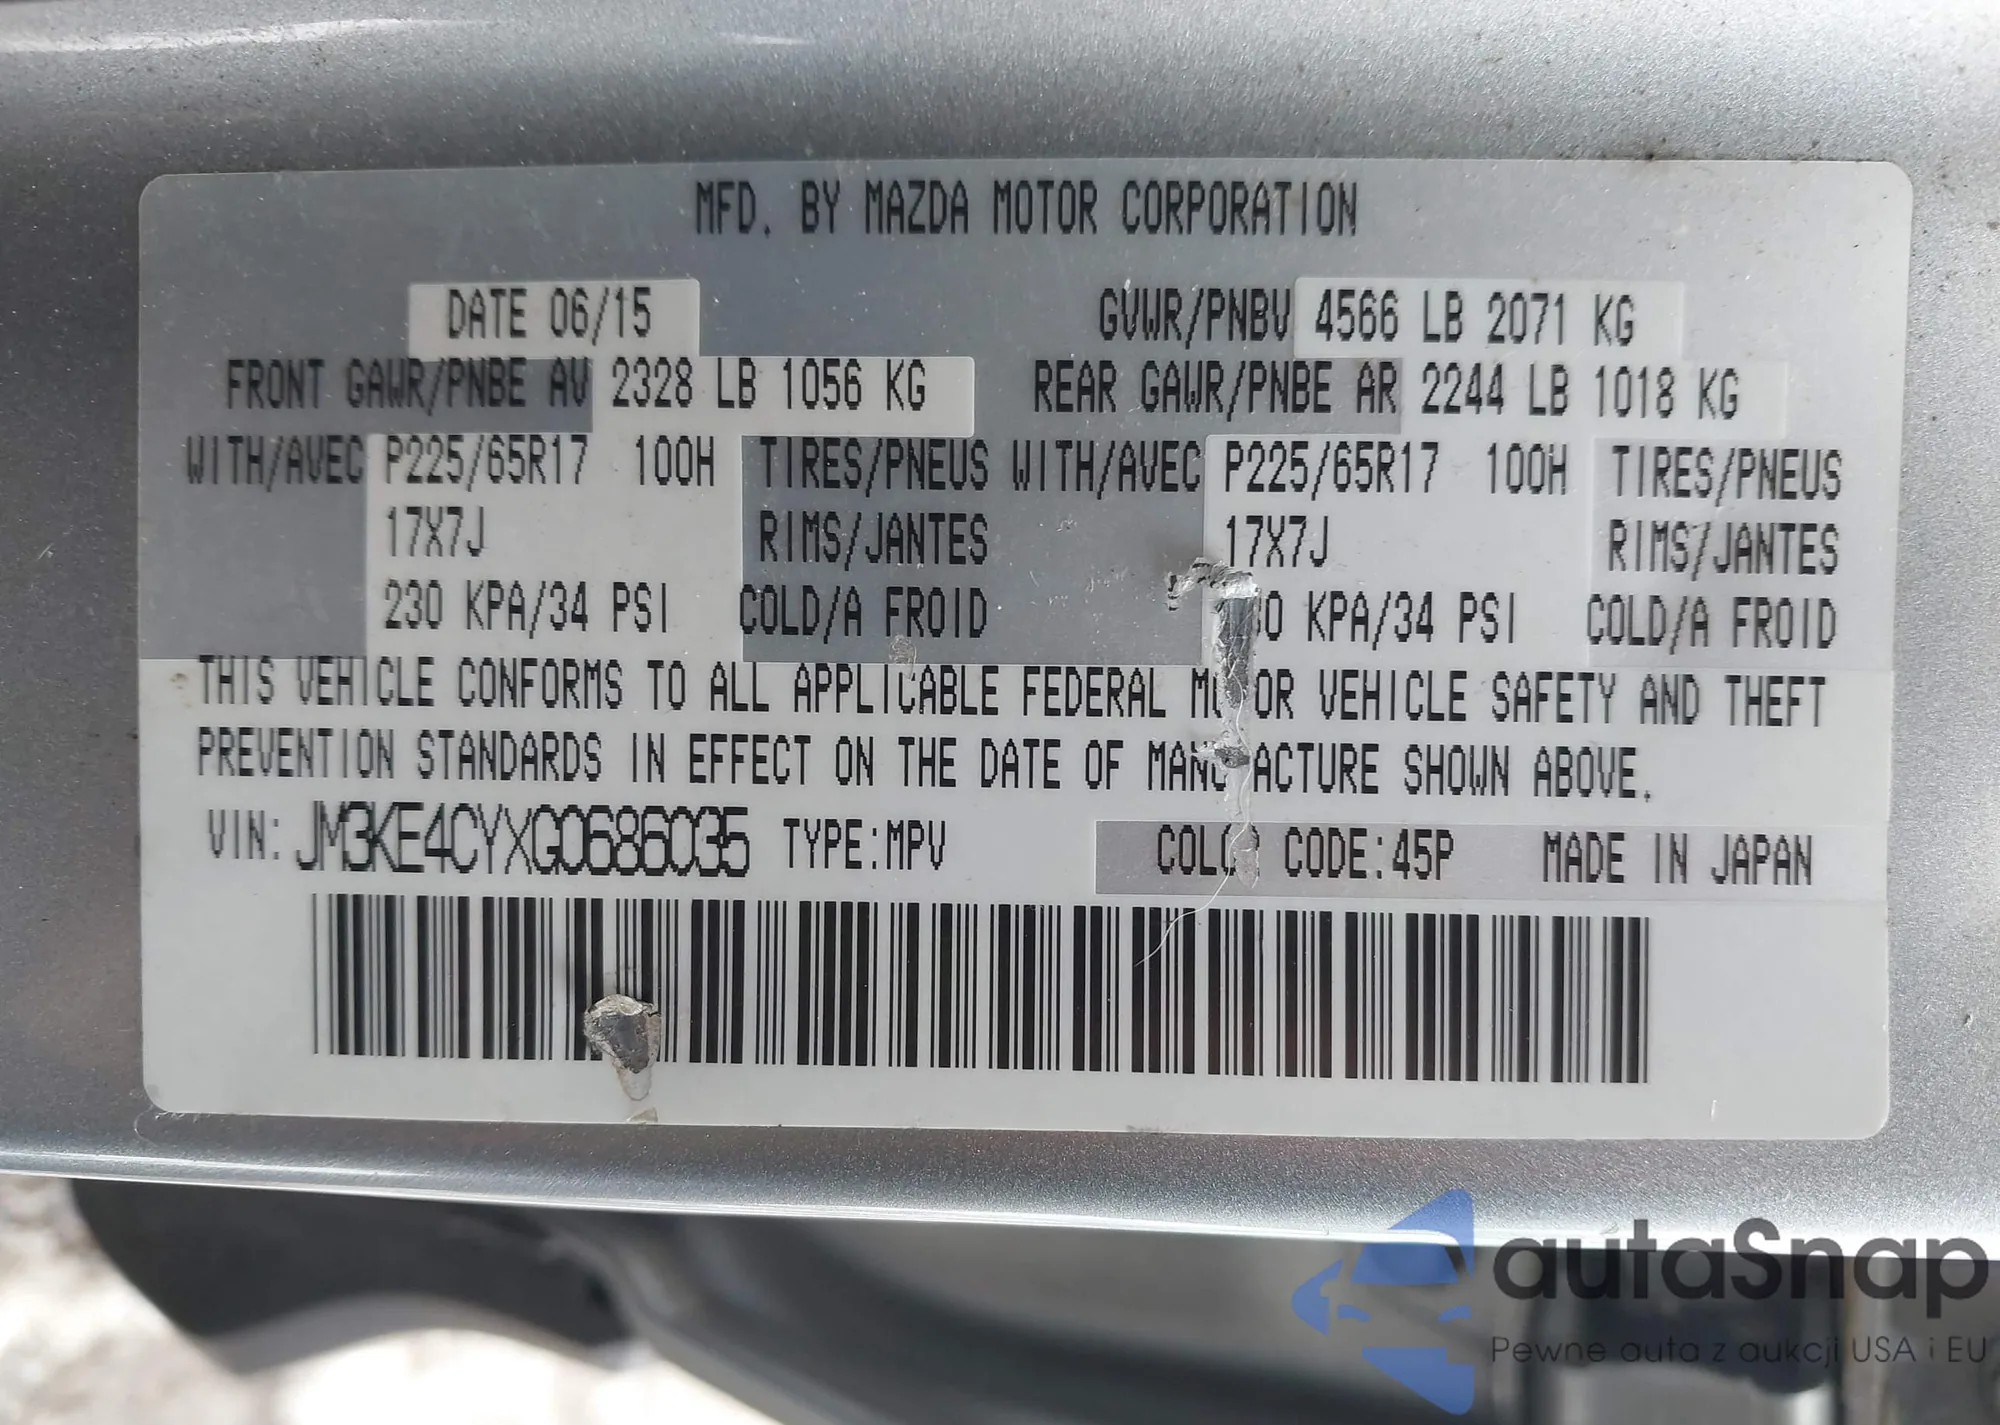 MFD. BY MAZDA MOTOR CORPORATION
DATE 06/15 GVWR/PNBV 4566 LB 2071 KG
FRONT GAWR/PNBE AV 2328 LB 1056 KG REAR GAWR/PNBE AR 2244 LB 1018 KG
WITH/AVEC P225/65R17 100H TIRES/PNEUS WITH/AVEC P225/65R17 100H TIRES/PNEUS
17X7J RIMS/JANTES 17X7J RIMS/JANTES
230 KPA/34 PSI COLD/A FROID KPA/34 PSI COLD/A FROID
THIS VEHICLE CONFORMS TO ALL APPLICABLE FEDERAL MOTOR VEHICLE SAFETY AND THEFT
PREVENTION STANDARDS IN EFFECT ON THE DATE OF MANUFACTURE SHOWN ABOVE.
VIN: JM3KE4CYXG0686035 TYPE:MPV COLOR CODE:45P MADE IN JAPAN
autaSnap
Pewne auta z aukcji USA i EU